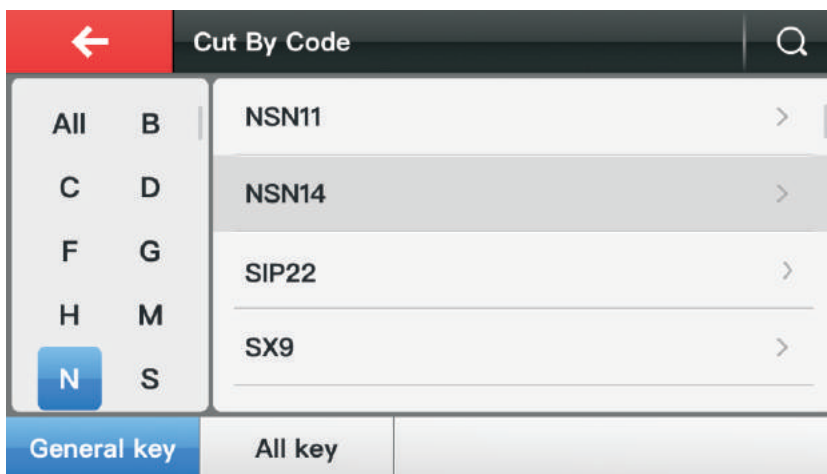 Cut By Code
All B
C D
F G
H M
N S
NSN11
NSN14
SIP22
SX9
General key
All key